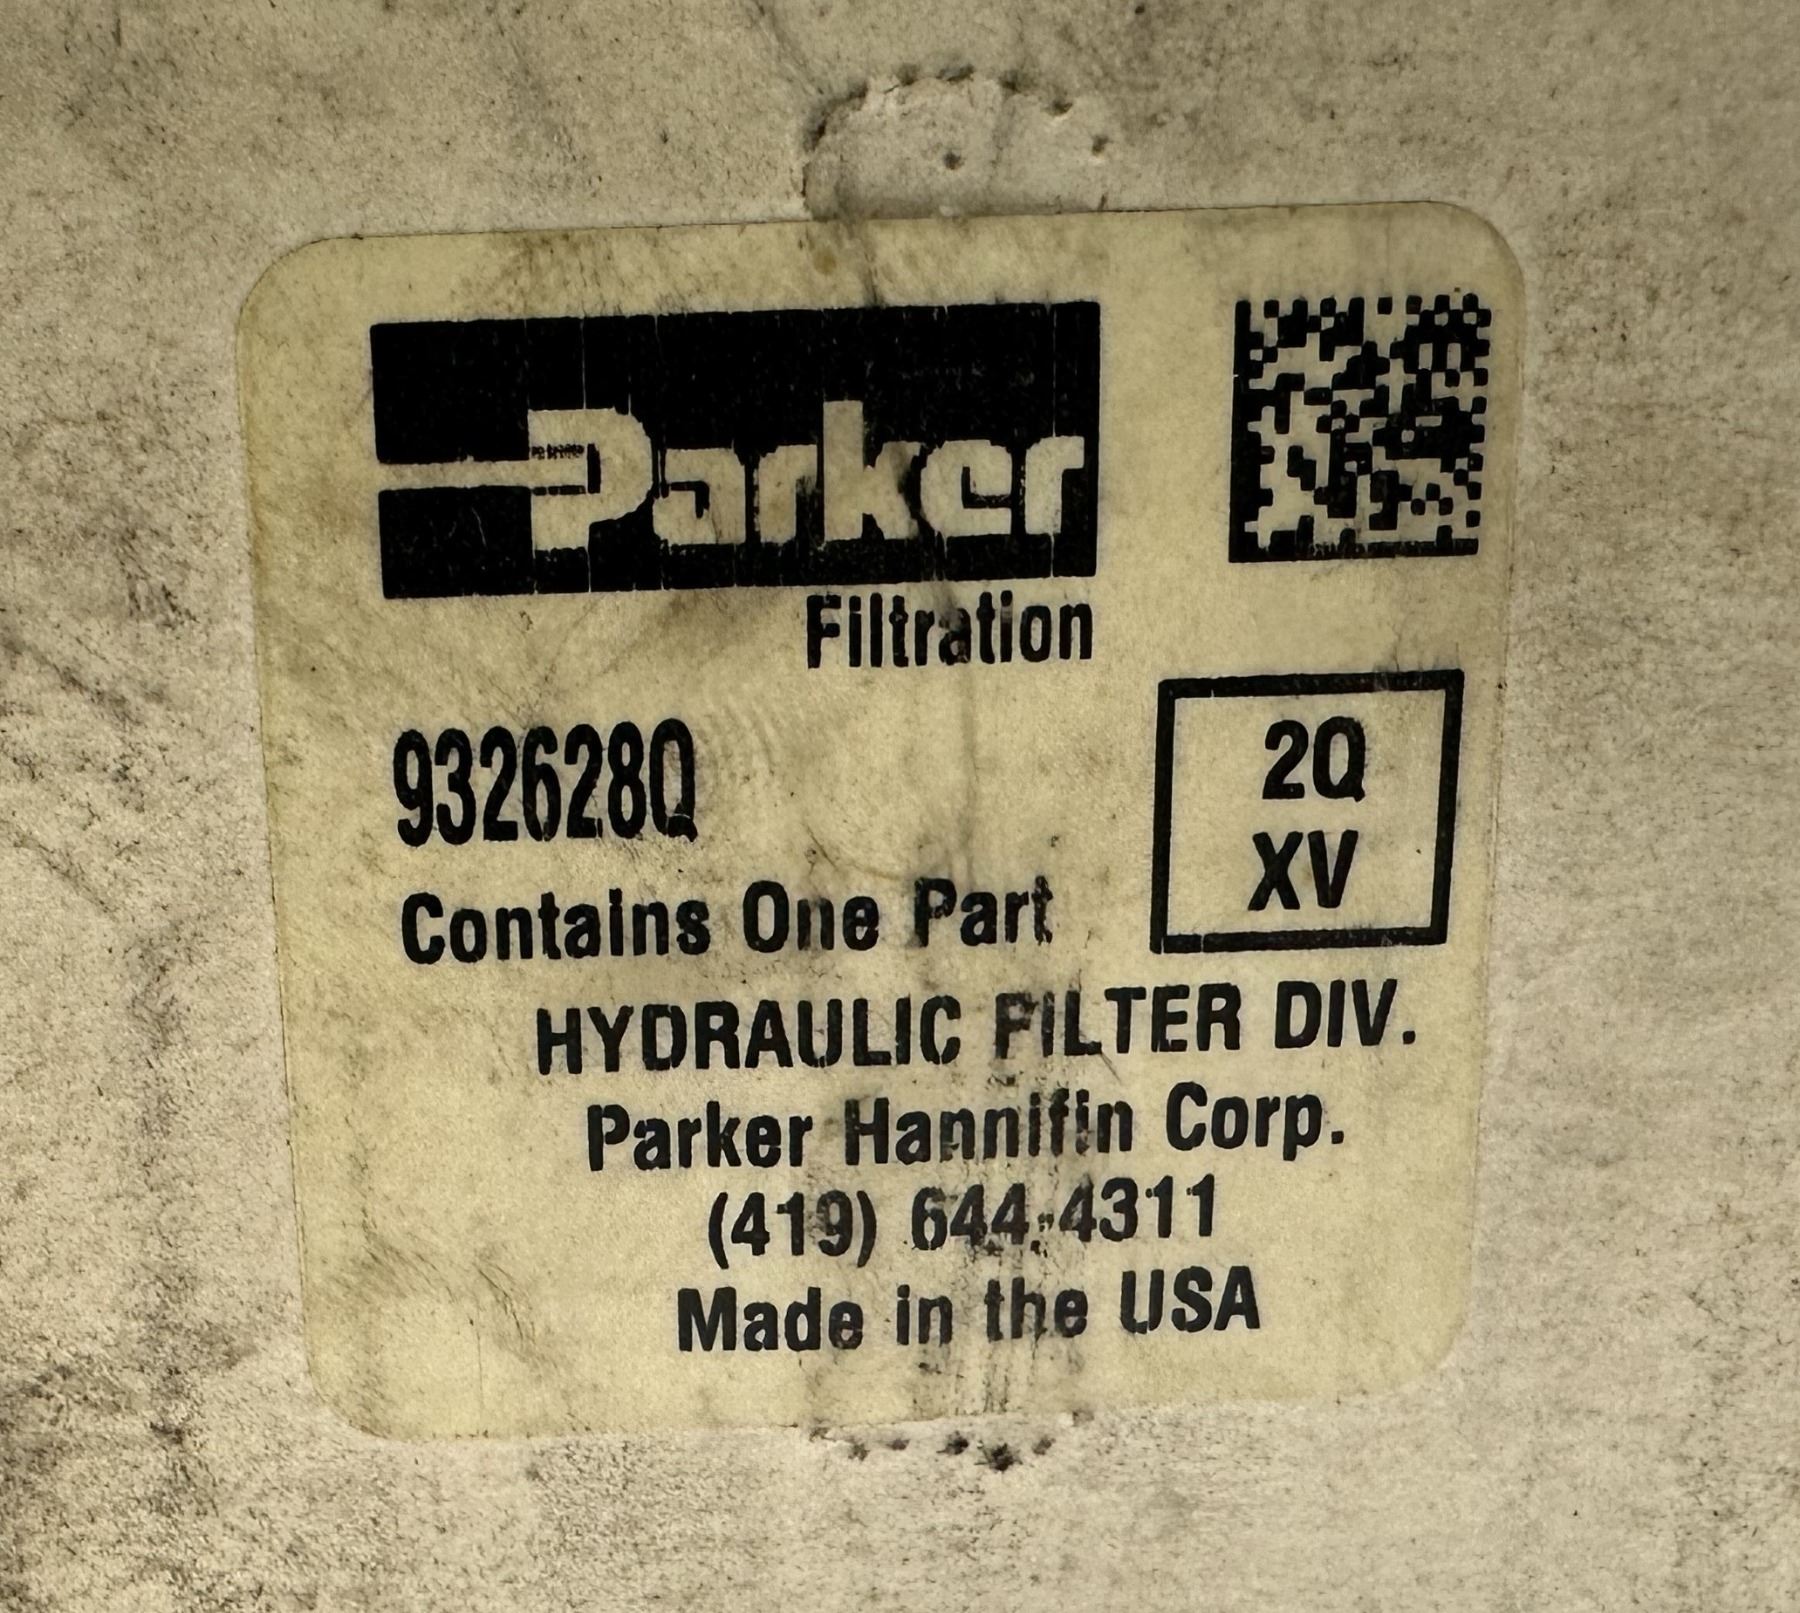 Parker
Filtration
932628Q
2Q
XV
Contains One Part
HYDRAULIC FILTER DIV.
Parker Hannifin Corp.
(419) 644-4311
Made in the USA